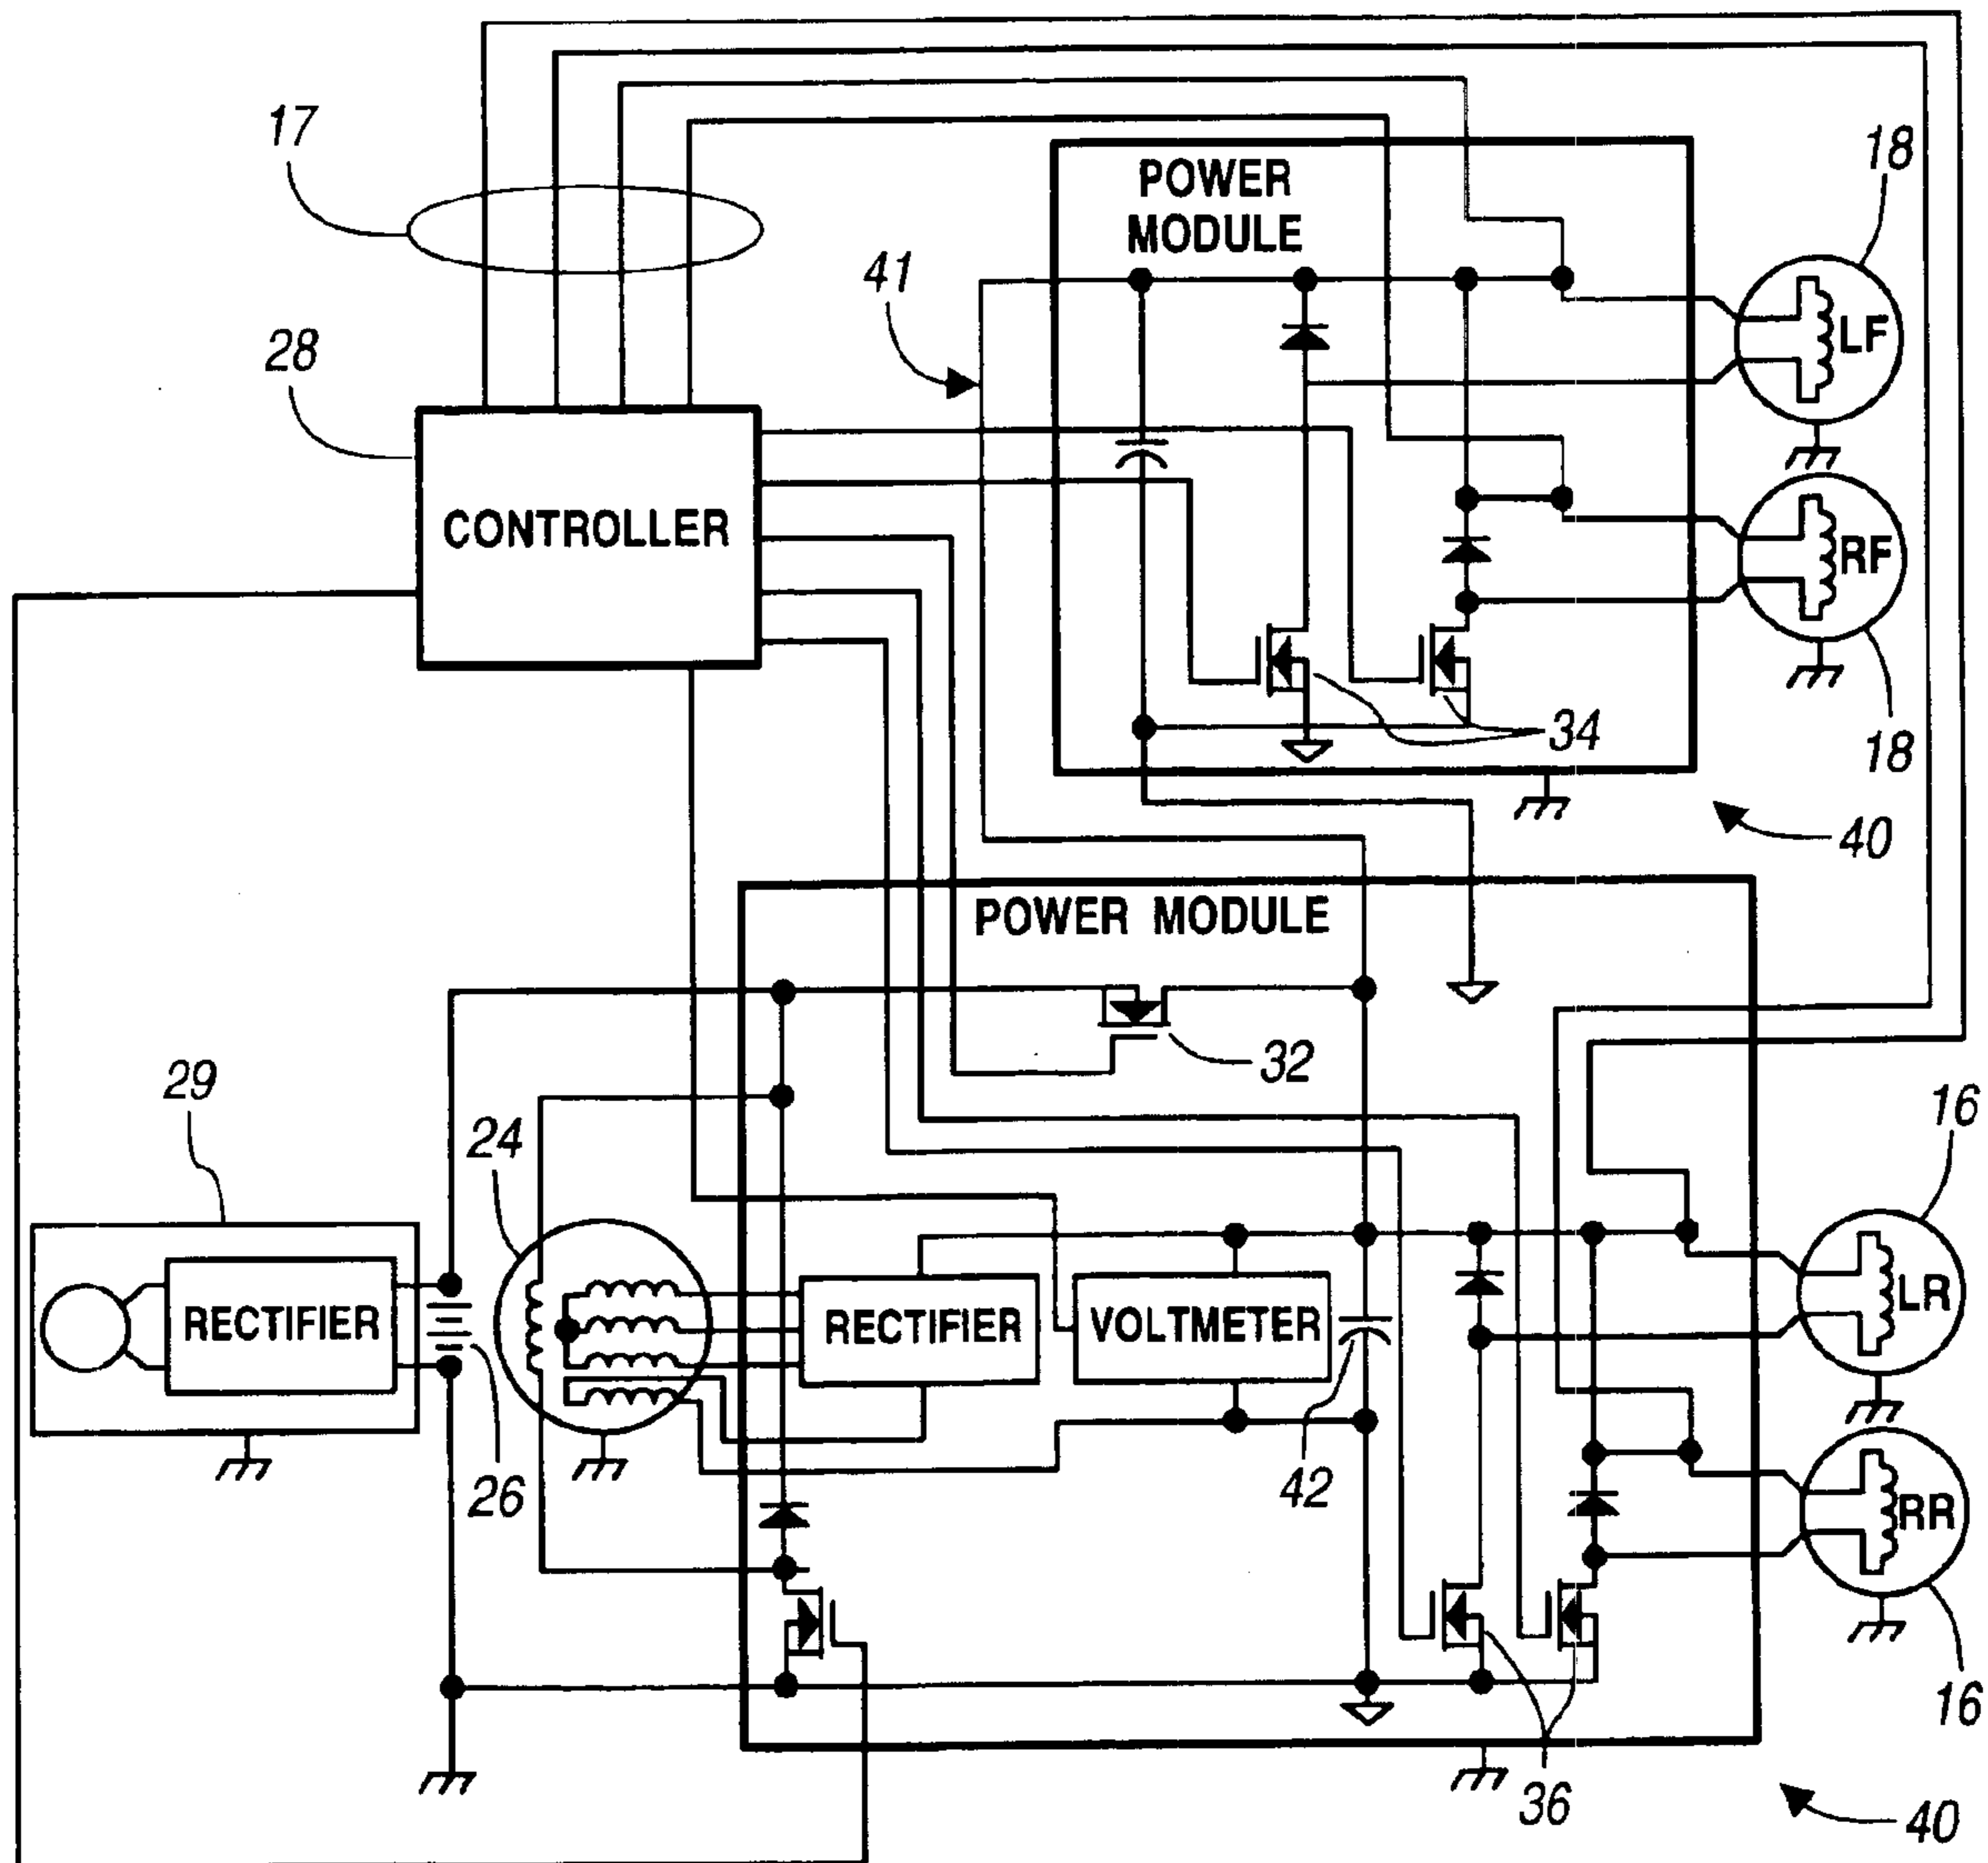 17
POWER
MODULE
18
41
LF
28
CONTROLLER
RF
34
18
40
POWER MODULE
32
29
24
16
RECTIFIER
RECTIFIER
VOLTMETER
LR
26
42
RR
16
36
40